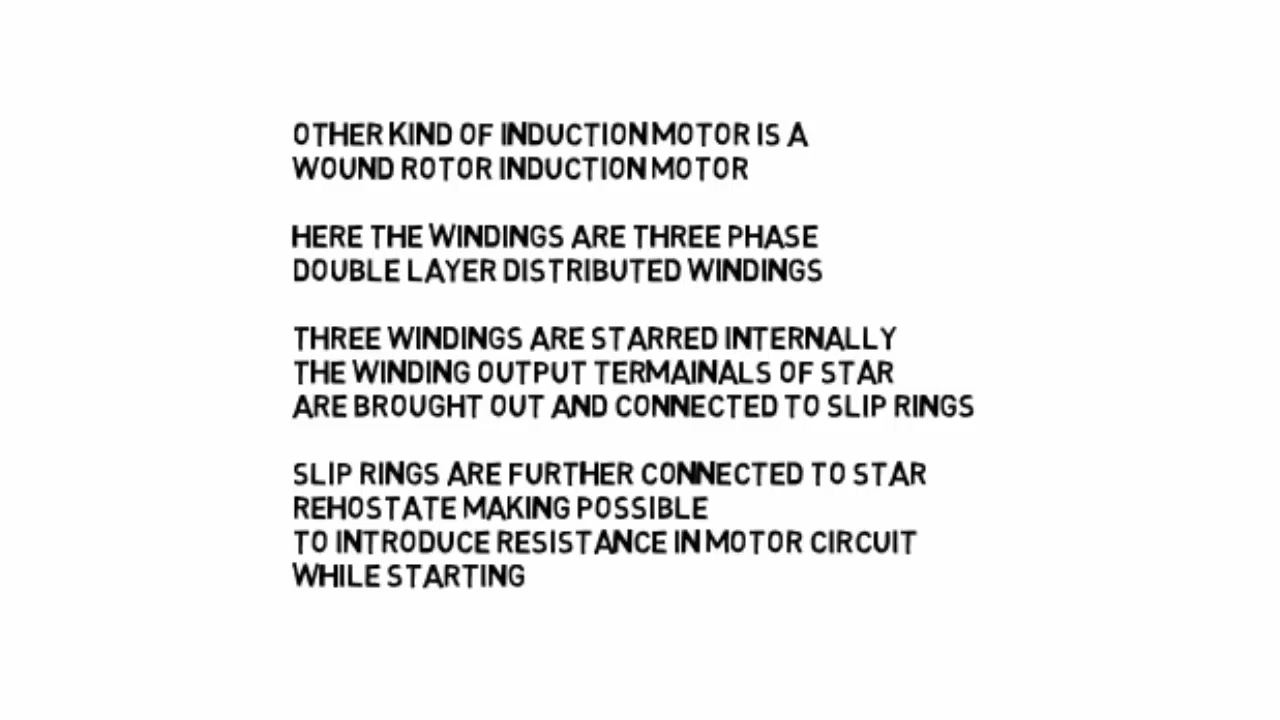 OTHER KIND OF INDUCTION MOTOR IS A
WOUND ROTOR INDUCTION MOTOR
HERE THE WINDINGS ARE THREE PHASE
DOUBLE LAYER DISTRIBUTED WINDINGS
THREE WINDINGS ARE STARRED INTERNALLY
THE WINDING OUTPUT TERMAINALS OF STAR
ARE BROUGHT OUT AND CONNECTED TO SLIP RINGS
SLIP RINGS ARE FURTHER CONNECTED TO STAR
REHOSTATE MAKING POSSIBLE
TO INTRODUCE RESISTANCE IN MOTOR CIRCUIT
WHILE STARTING